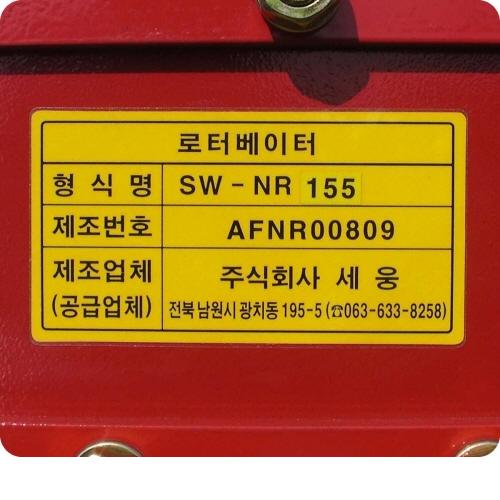 로터베이터
형식명 SW-NR 155
제조번호 AFNR00809
제조업체 주식회사 세웅
(공급업체) 전북 남원시 광치동 195-5 (☎063-633-8258)